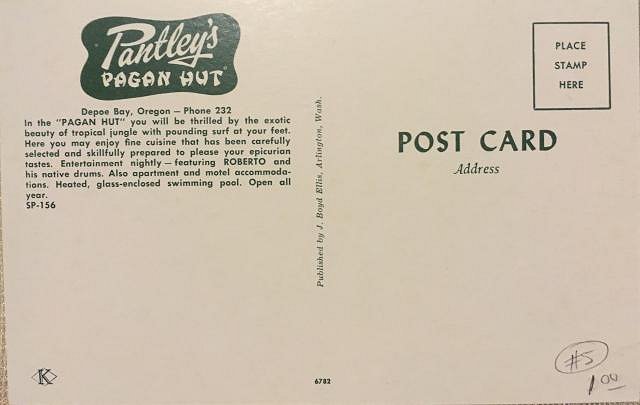 Pantley's
PAGAN HUT
Depoe Bay, Oregon — Phone 232
In the "PAGAN HUT" you will be thrilled by the exotic
beauty of tropical jungle with pounding surf at your feet.
Here you may enjoy fine cuisine that has been carefully
selected and skillfully prepared to please your epicurian
tastes. Entertainment nightly — featuring ROBERTO and
his native drums. Also apartment and motel accommoda-
tions. Heated, glass-enclosed swimming pool. Open all
year.
SP-156
K
Published by J. Boyd Ellis, Arlington, Wash.
6782
PLACE
STAMP
HERE
POST CARD
Address
#5
1 00